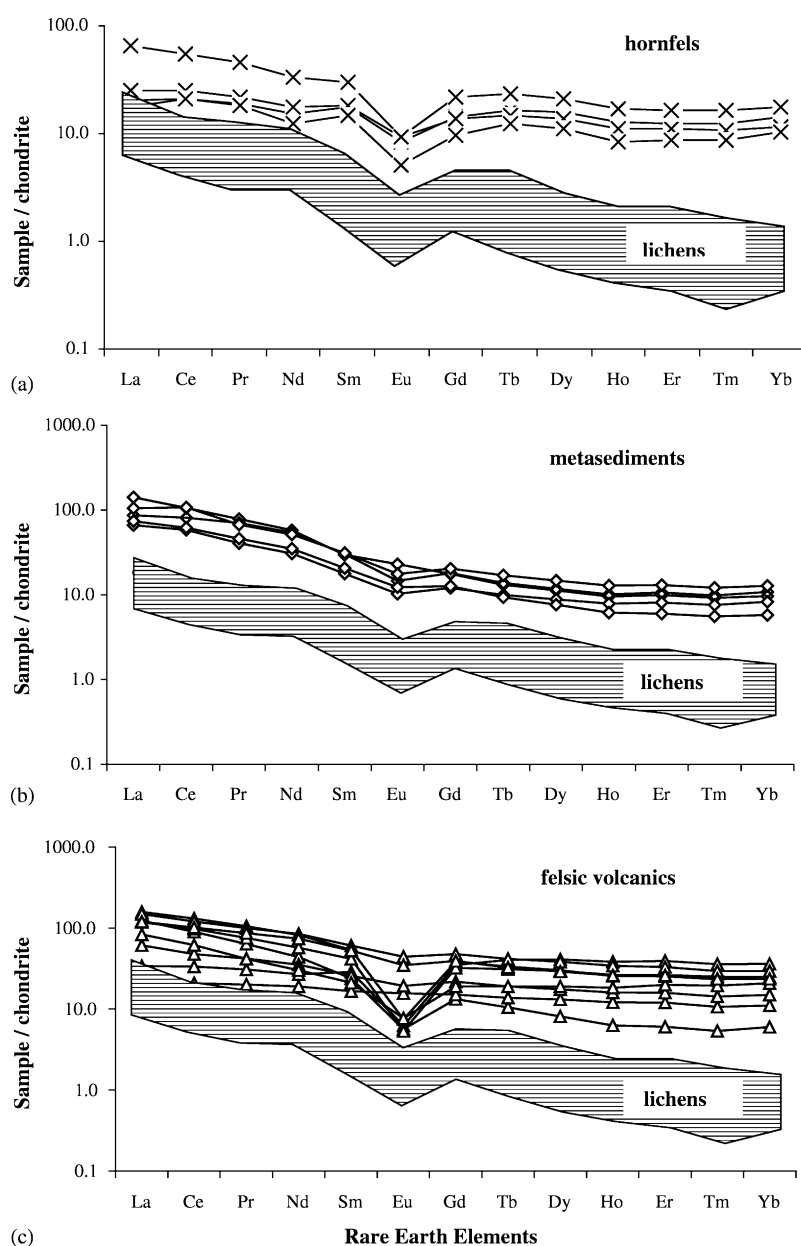 100.0
hornfels
10.0
Sample / chondrite
1.0
lichens
0.1
La Ce Pr Nd Sm Eu Gd Tb Dy Ho Er Tm Yb
(a)
1000.0
metasediments
100.0
10.0
Sample / chondrite
1.0
lichens
0.1
La Ce Pr Nd Sm Eu Gd Tb Dy Ho Er Tm Yb
(b)
1000.0
felsic volcanics
100.0
10.0
Sample / chondrite
1.0
lichens
0.1
La Ce Pr Nd Sm Eu Gd Tb Dy Ho Er Tm Yb
(c)
Rare Earth Elements